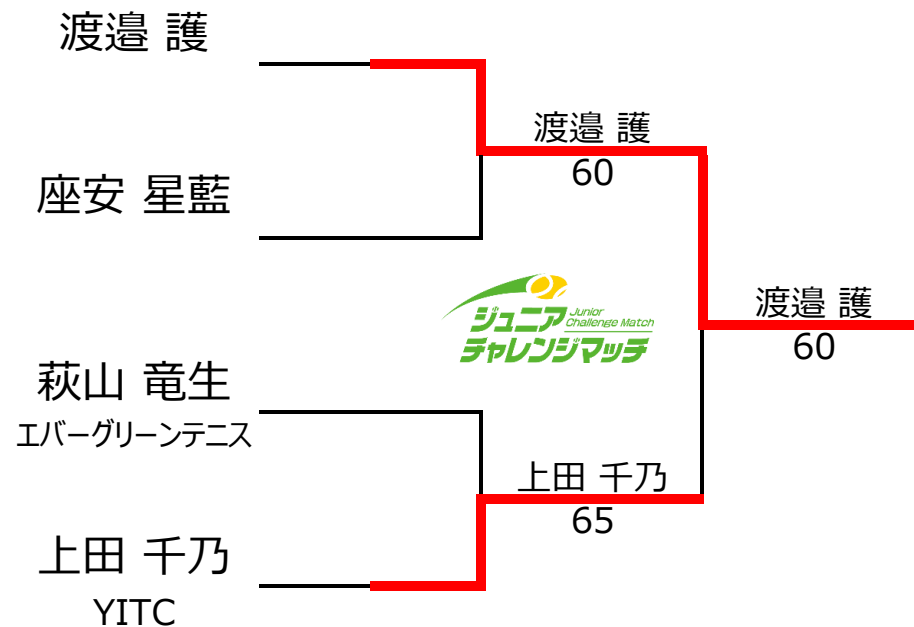 渡邉 護
座安 星藍
萩山 竜生
エバーグリーンテニス
上田 千乃
YITC
渡邉 護
60
上田 千乃
65
渡邉 護
60
ジュニア
Junior
Challenge Match
チャレンジマッチ